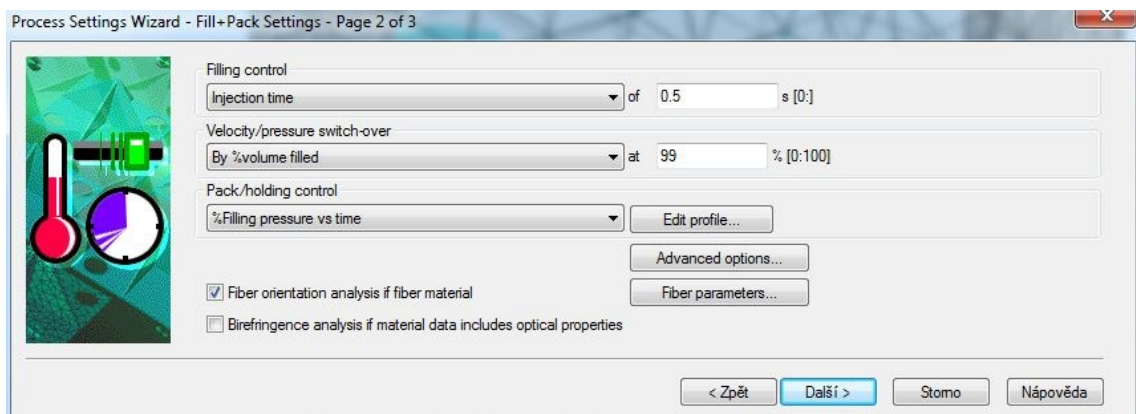 Process Settings Wizard - Fill+Pack Settings - Page 2 of 3
Filling control
Injection time of 0.5 s [0:]
Velocity/pressure switch-over
By %volume filled at 99 % [0:100]
Pack/holding control
%Filling pressure vs time Edit profile...
Advanced options...
Fiber orientation analysis if fiber material Fiber parameters...
Birefringence analysis if material data includes optical properties
< Zpět Další > Storno Nápověda